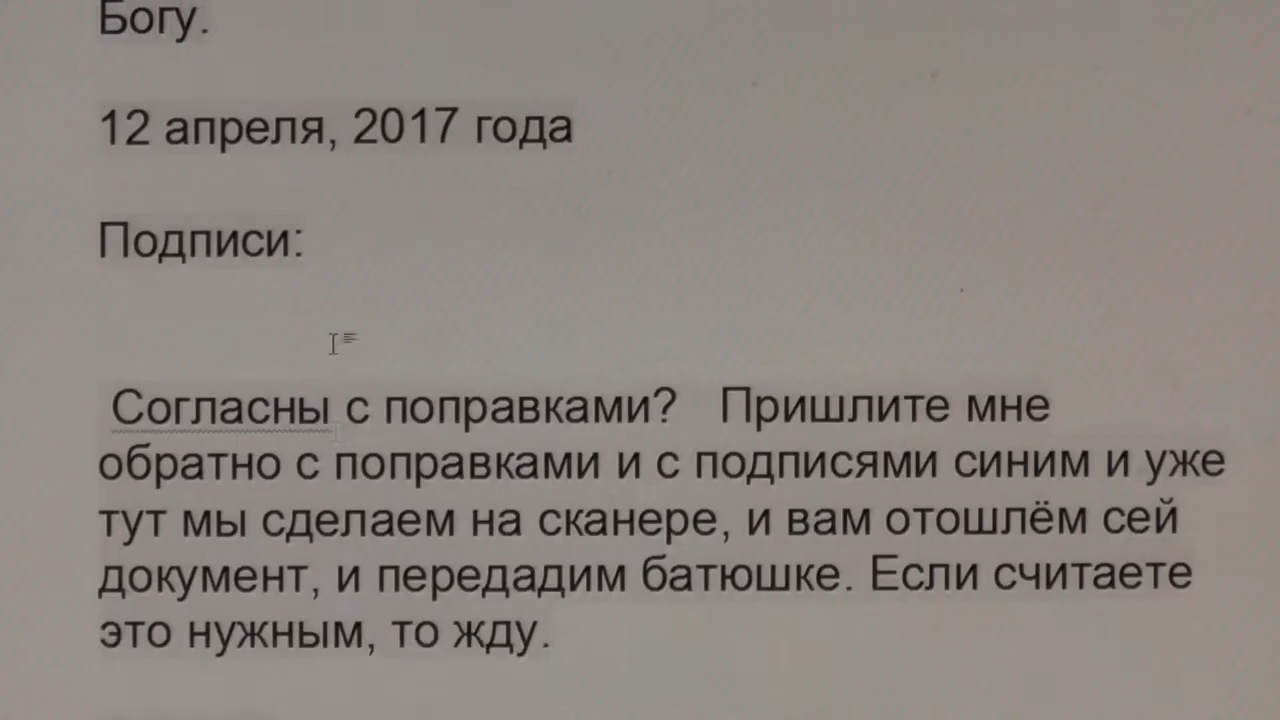 Богу.
12 апреля, 2017 года
Подписи:
Согласны с поправками? Пришлите мне
обратно с поправками и с подписями синим и уже
тут мы сделаем на сканере, и вам отошлём сей
документ, и передадим батюшке. Если считаете
это нужным, то жду.